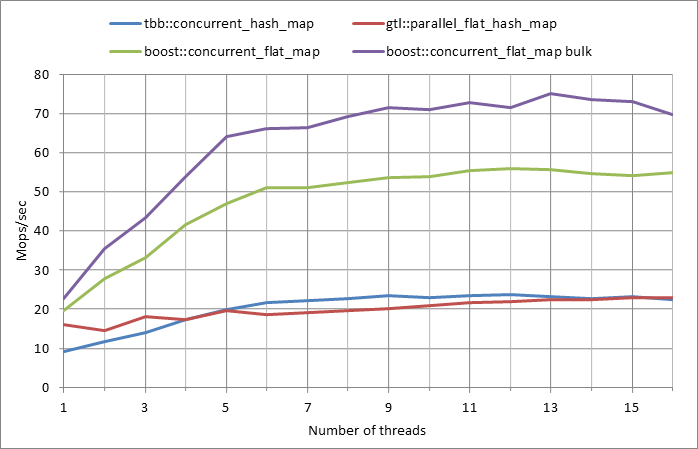 tbb::concurrent_hash_map gtl::parallel_flat_hash_map
boost::concurrent_flat_map boost::concurrent_flat_map bulk
80
70
60
50
40
30
20
10
0
Mops/sec
1 3 5 7 9 11 13 15
Number of threads